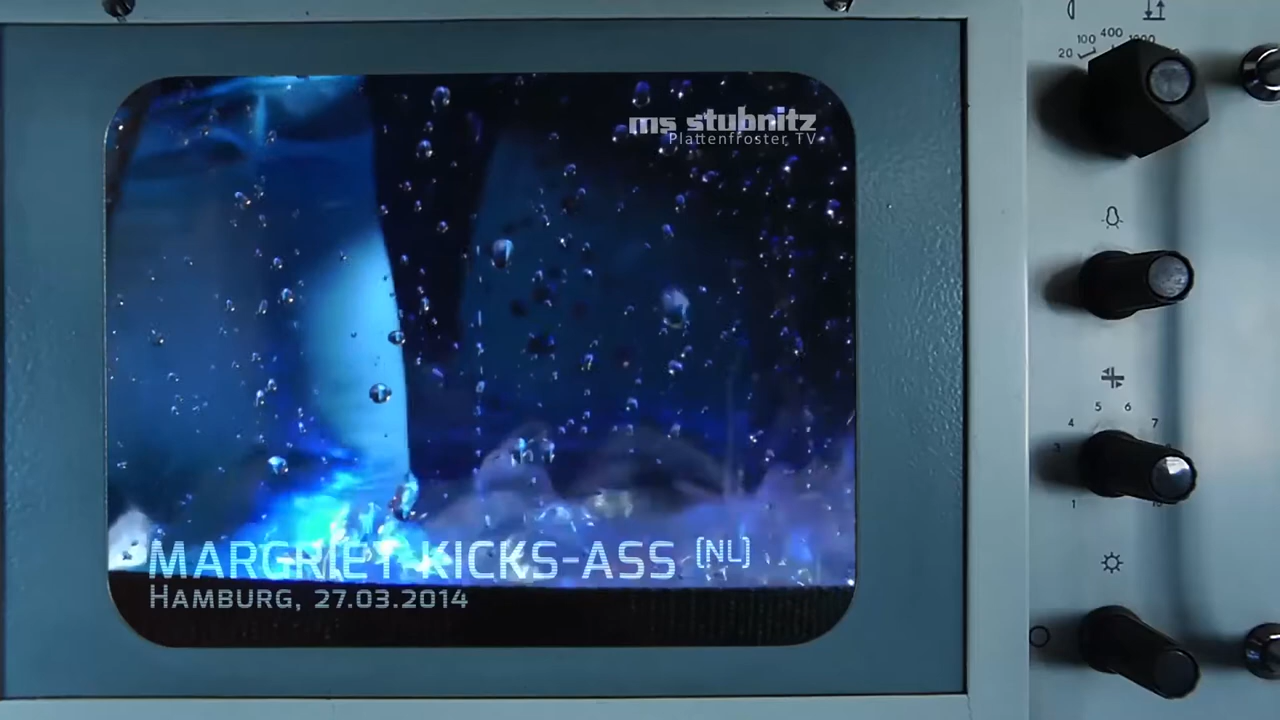 ms stubnitz
Plattenfroster TV
20 100 400 1000
5 6
4 7
3
1
MARGRIET KICKS-ASS (NL)
HAMBURG, 27.03.2014